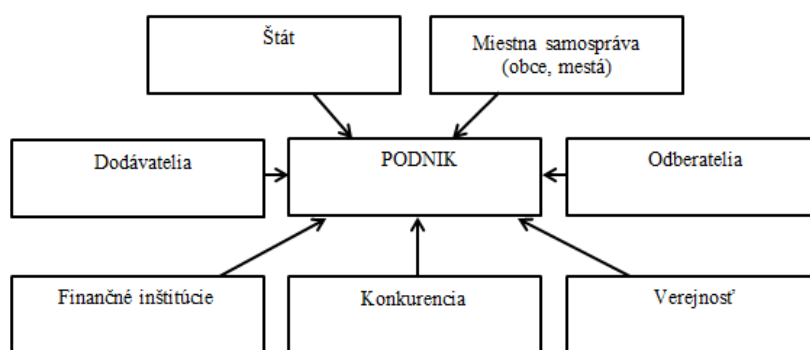 Štát
Miestna samospráva
(obce, mestá)
Dodávatelia
PODNIK
Odberatelia
Finančné inštitúcie
Konkurencia
Verejnosť